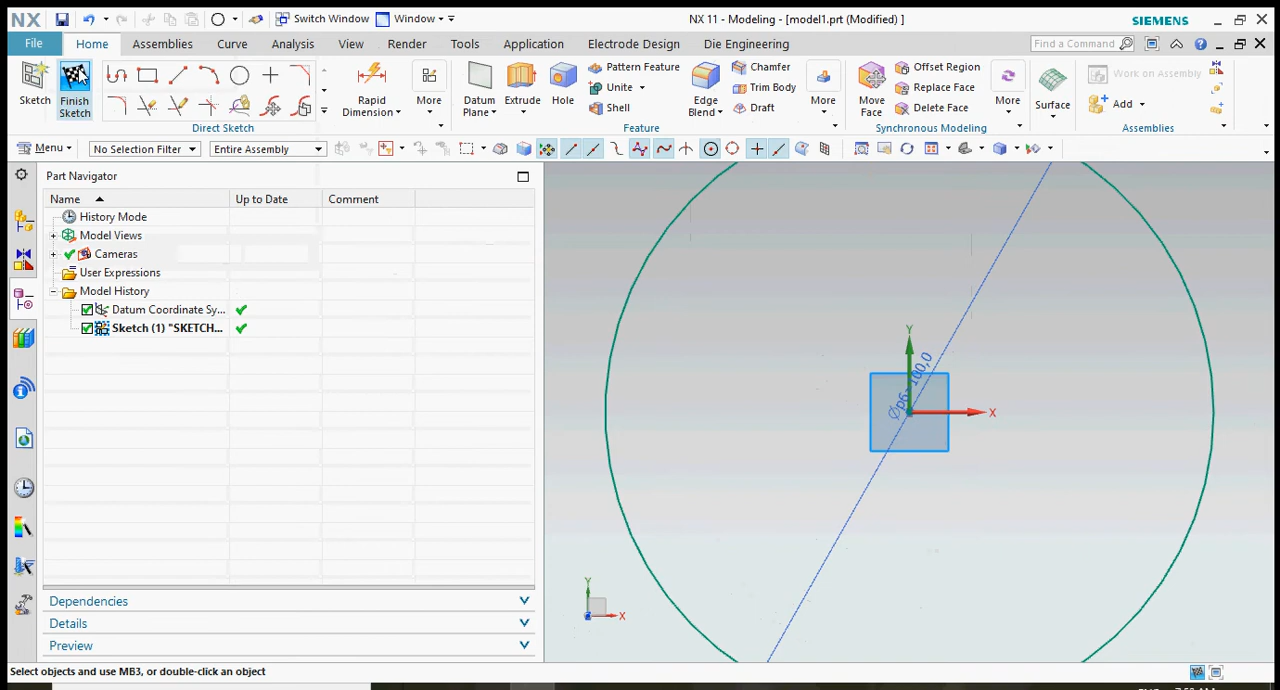 NX Switch Window Window NX 11 - Modeling - [model1.prt (Modified) ] SIEMENS
File Home Assemblies Curve Analysis View Render Tools Application Electrode Design Die Engineering Find a Command
Sketch Finish Sketch Rapid Dimension More Datum Plane Extrude Hole Pattern Feature Unite Shell Edge Blend Chamfer Trim Body Draft More Move Face Offset Region Replace Face Delete Face More Surface Work on Assembly Add
Direct Sketch Feature Synchronous Modeling Assemblies
Menu No Selection Filter Entire Assembly
Part Navigator
Name Up to Date Comment
History Mode
Model Views
Cameras
User Expressions
Model History
Datum Coordinate Sy...
Sketch (1) "SKETCH...
Y
Øp6=100,0
X
Y
X
Dependencies
Details
Preview
Select objects and use MB3, or double-click an object